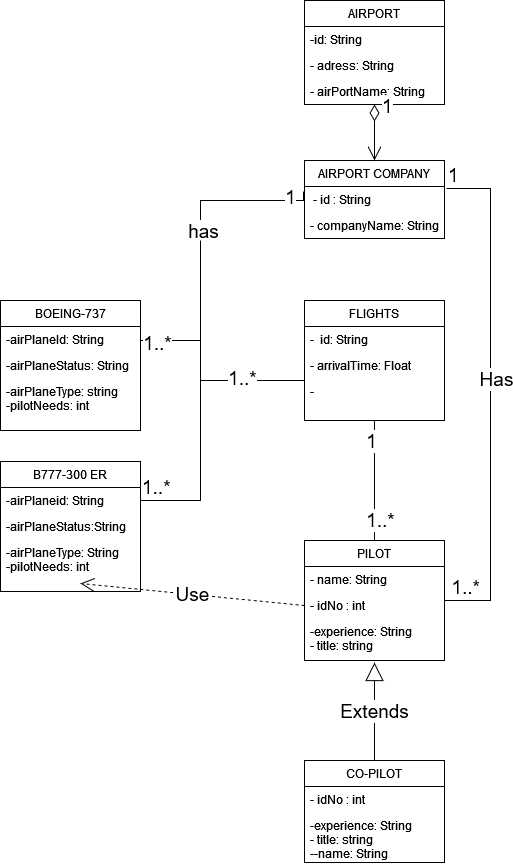 AIRPORT
-id: String
- adress: String
- airPortName: String
1
AIRPORT COMPANY
- id : String
- companyName: String
1
1
has
BOEING-737
-airPlaneId: String
-airPlaneStatus: String
-airPlaneType: string
-pilotNeeds: int
1..*
FLIGHTS
- id: String
- arrivalTime: Float
-
1..*
Has
1
B777-300 ER
-airPlaneid: String
-airPlaneStatus:String
-airPlaneType: String
-pilotNeeds: int
1..*
1..*
PILOT
- name: String
- idNo : int
-experience: String
- title: string
1..*
Use
Extends
CO-PILOT
- idNo : int
-experience: String
- title: string
--name: String